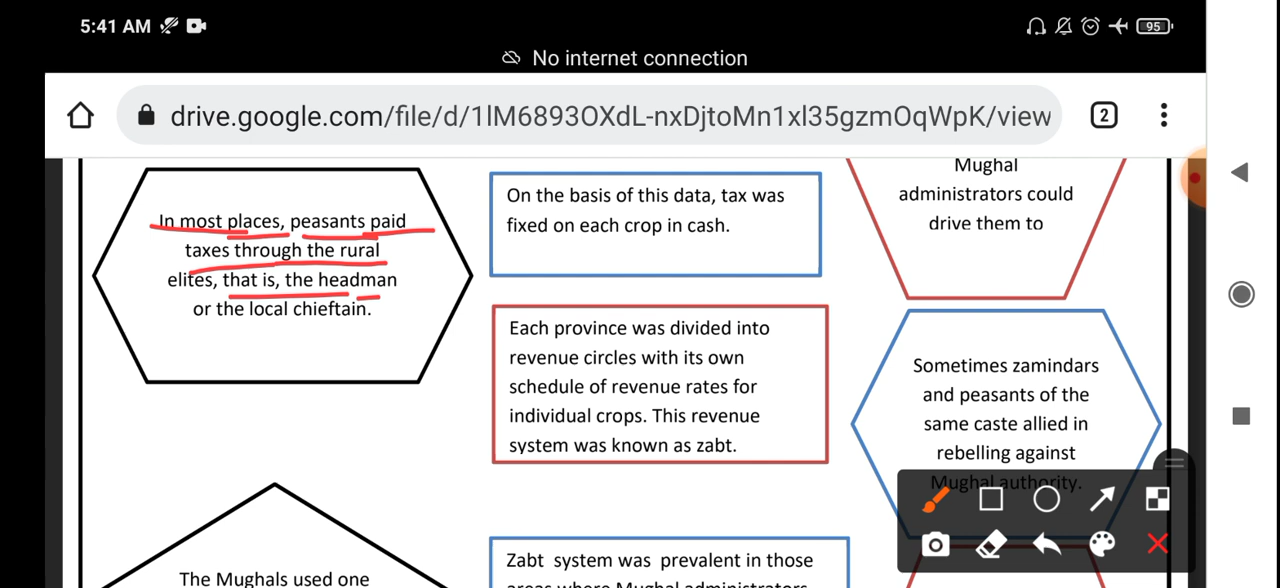 5:41 AM
95
No internet connection
drive.google.com/file/d/1lM6893OXdL-nxDjtoMn1xl35gzmOqWpK/view
2
In most places, peasants paid
taxes through the rural
elites, that is, the headman
or the local chieftain.
On the basis of this data, tax was
fixed on each crop in cash.
Each province was divided into
revenue circles with its own
schedule of revenue rates for
individual crops. This revenue
system was known as zabt.
Mughal
administrators could
drive them to
Sometimes zamindars
and peasants of the
same caste allied in
rebelling against
Mughal authority.
The Mughals used one
Zabt system was prevalent in those
areas where Mughal administrators